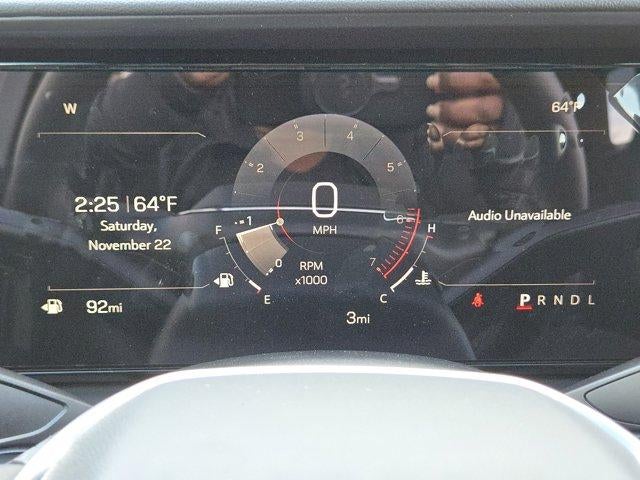 W
64°F
2:25 | 64°F
Saturday,
November 22
92mi
F
E
0
1
2
3
4
5
6
7
0
MPH
RPM
x1000
H
C
3mi
Audio Unavailable
P R N D L